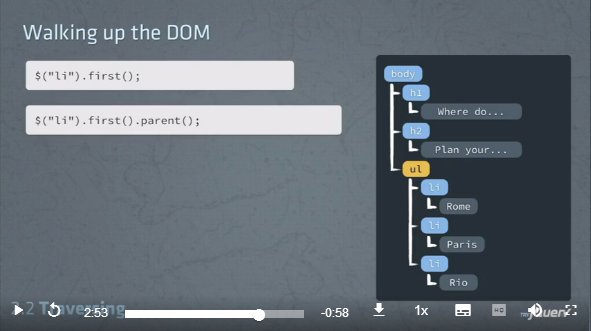 Walking up the DOM
$("li").first();
$("li").first().parent();
body
h1
Where do...
h2
Plan your...
ul
li
Rome
li
Paris
li
Rio
2.2 Traversing
2:53
-0:58
1x
HD